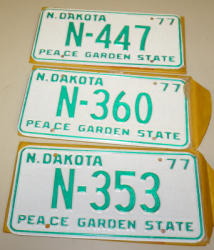 N.DAKOTA 77
N-447
PEACE GARDEN STATE
N.DAKOTA 77
N-360
PEACE GARDEN STATE
N.DAKOTA 77
N-353
PEACE GARDEN STATE